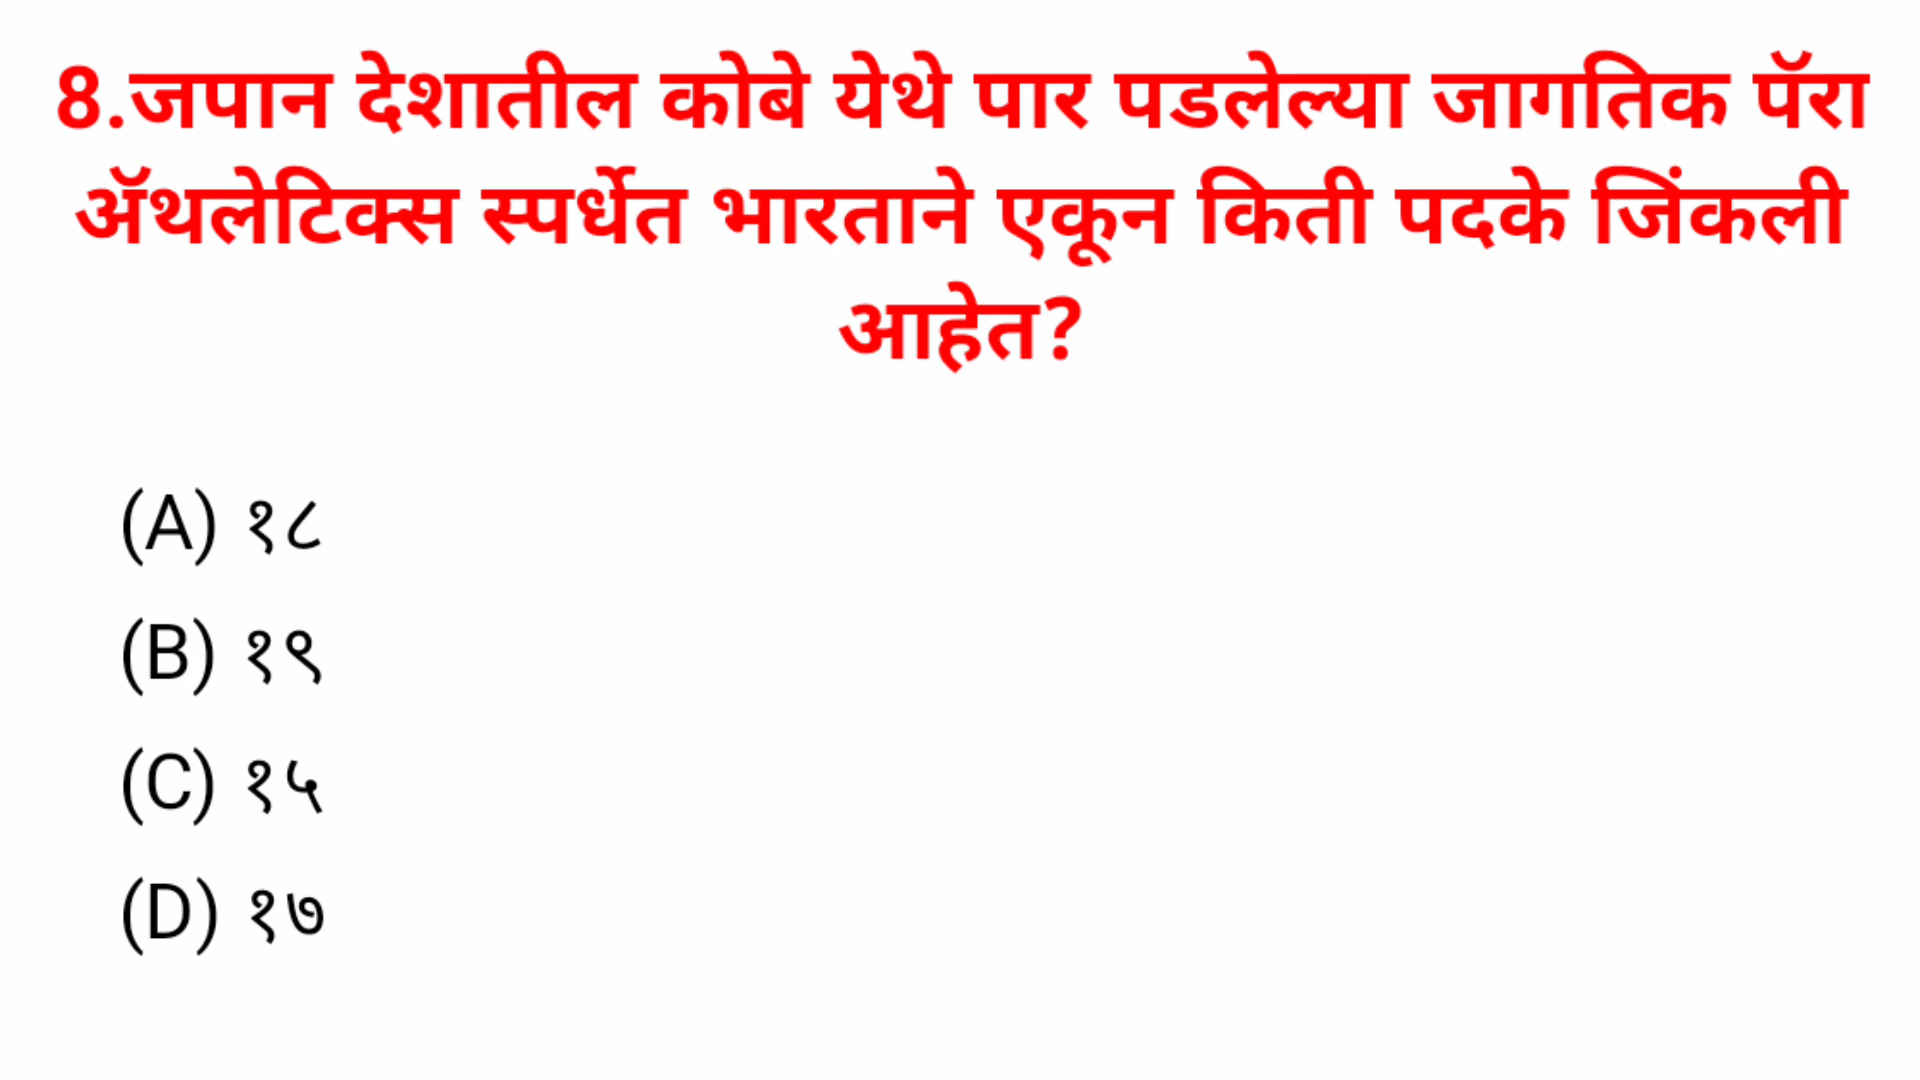 8.जपान देशातील कोबे येथे पार पडलेल्या जागतिक पॅरा
ॲथलेटिक्स स्पर्धेत भारताने एकून किती पदके जिंकली
आहेत?
(A) १८
(B) १९
(C) १५
(D) १७